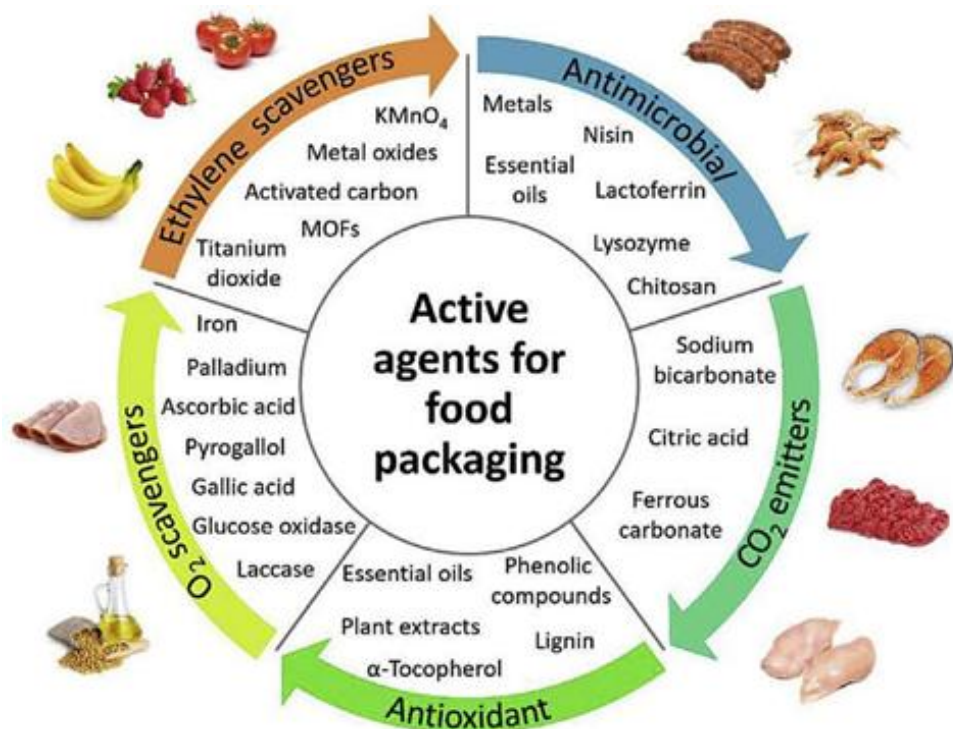 Active
agents for
food
packaging
Antimicrobial
Metals
Nisin
Essential
oils
Lactoferrin
Lysozyme
Chitosan
CO₂ emitters
Sodium
bicarbonate
Citric acid
Ferrous
carbonate
Antioxidant
Essential oils
Phenolic
compounds
Plant extracts
Lignin
α-Tocopherol
O₂ scavengers
Iron
Palladium
Ascorbic acid
Pyrogallol
Gallic acid
Glucose oxidase
Laccase
Ethylene scavengers
KMnO₄
Metal oxides
Activated carbon
MOFs
Titanium
dioxide